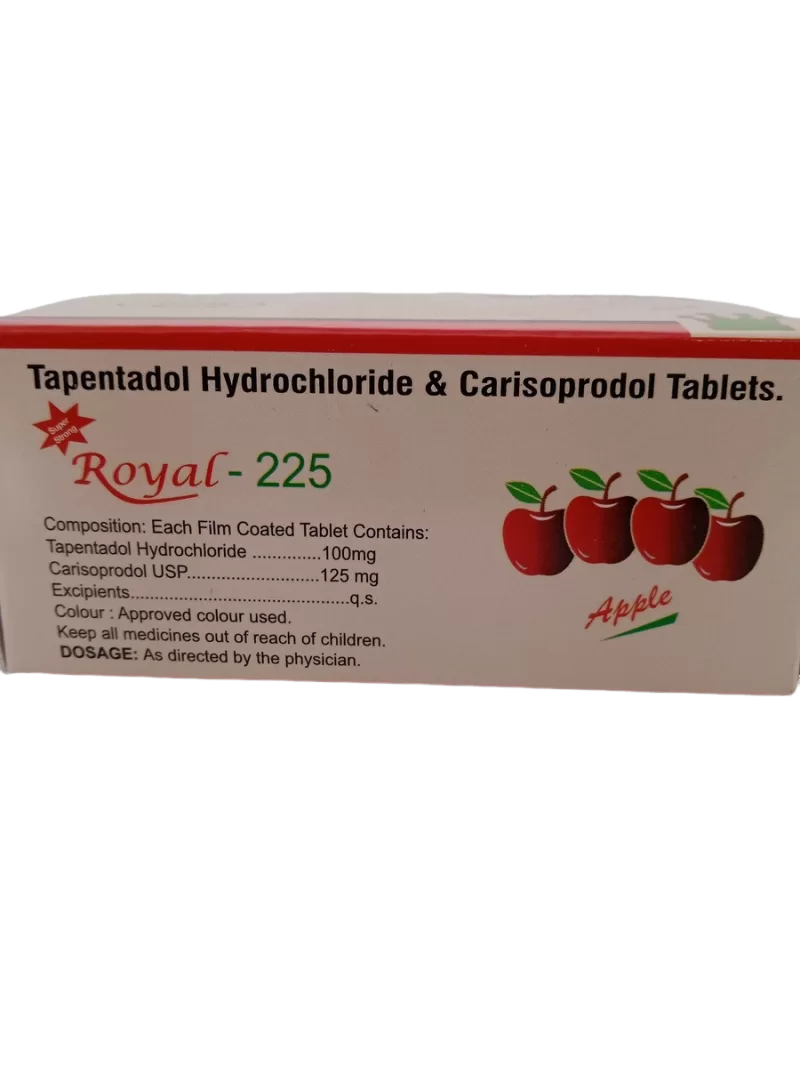 Tapentadol Hydrochloride & Carisoprodol Tablets.
Super
Strong
Royal - 225
Composition: Each Film Coated Tablet Contains:
Tapentadol Hydrochloride .............100mg
Carisoprodol USP.........................125 mg
Excipients.........................................q.s.
Colour : Approved colour used.
Keep all medicines out of reach of children.
DOSAGE: As directed by the physician.
Apple